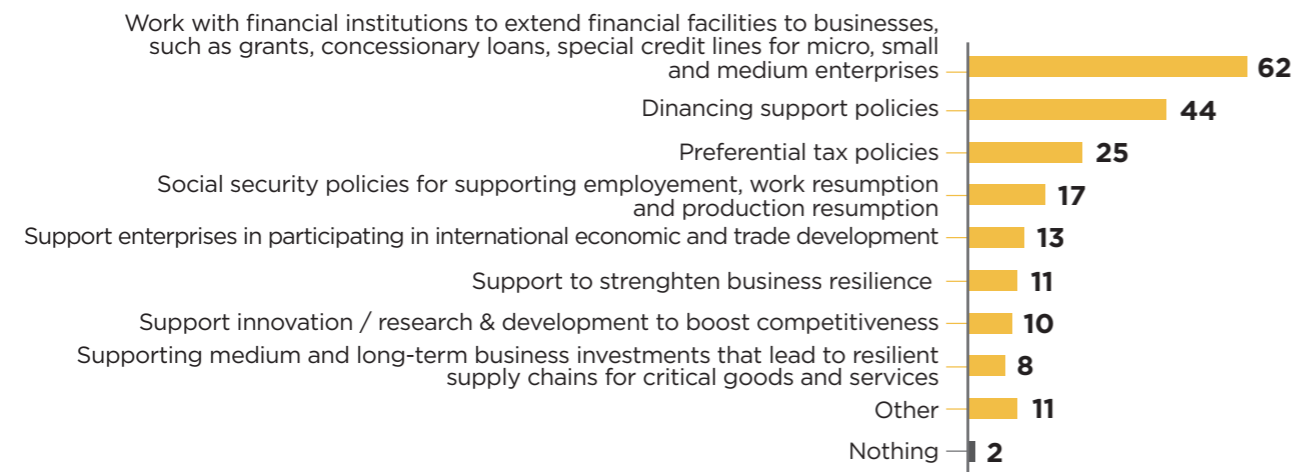 Work with financial institutions to extend financial facilities to businesses,
such as grants, concessionary loans, special credit lines for micro, small
and medium enterprises
62
Dinancing support policies
44
Preferential tax policies
25
Social security policies for supporting employement, work resumption
and production resumption
17
Support enterprises in participating in international economic and trade development
13
Support to strenghten business resilience
11
Support innovation / research & development to boost competitiveness
10
Supporting medium and long-term business investments that lead to resilient
supply chains for critical goods and services
8
Other
11
Nothing
2